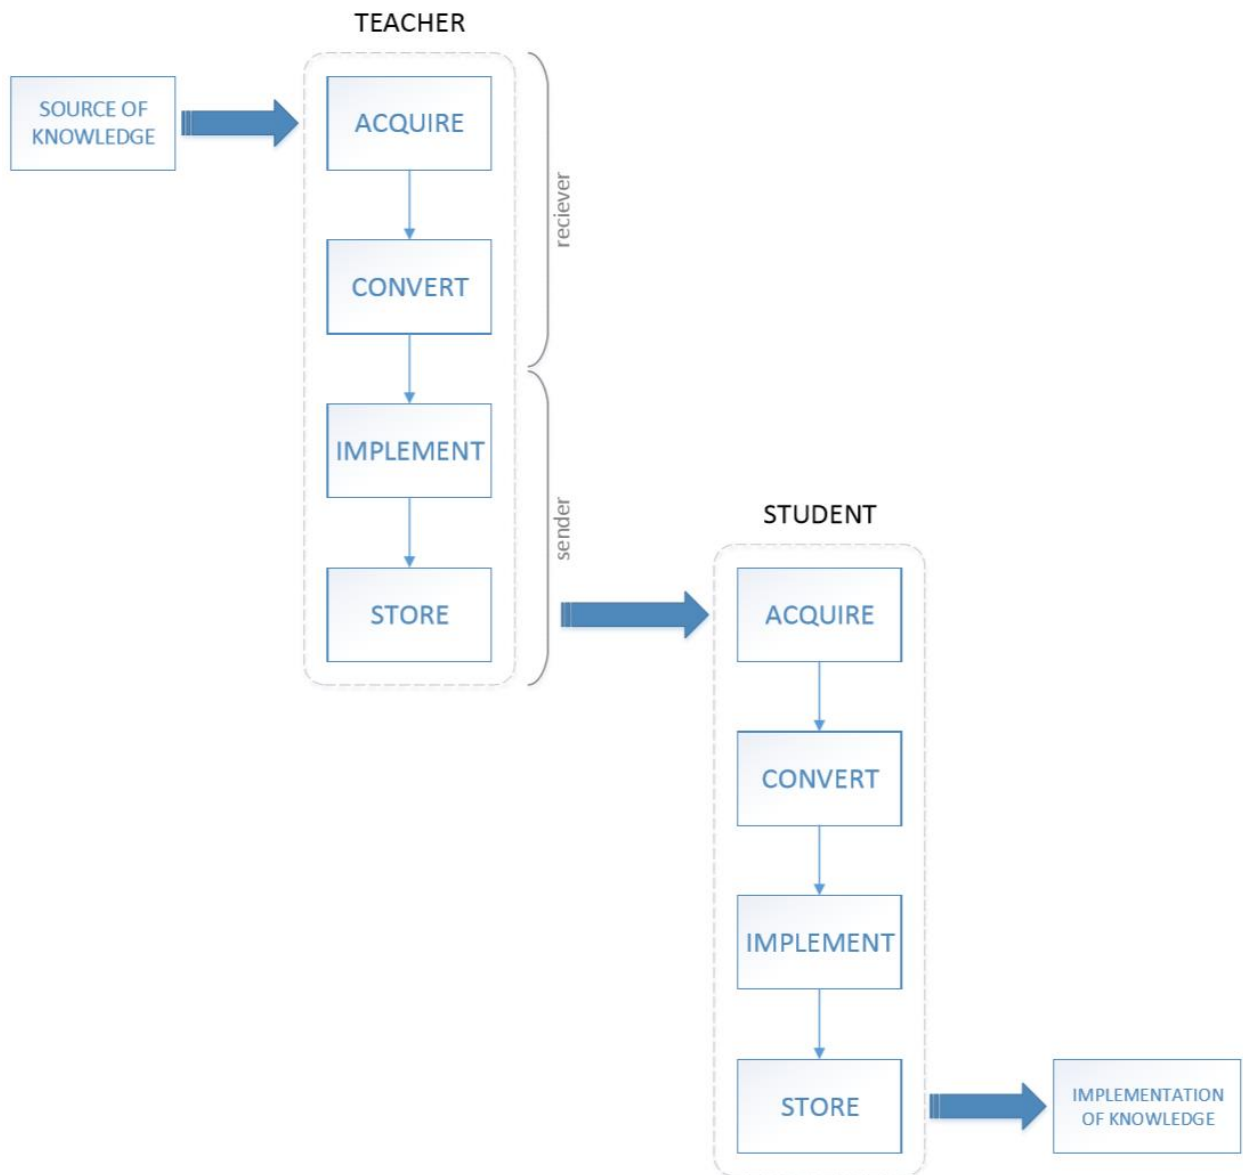 TEACHER
SOURCE OF
KNOWLEDGE
ACQUIRE
reciever
CONVERT
IMPLEMENT
sender
STORE
STUDENT
ACQUIRE
CONVERT
IMPLEMENT
STORE
IMPLEMENTATION
OF KNOWLEDGE